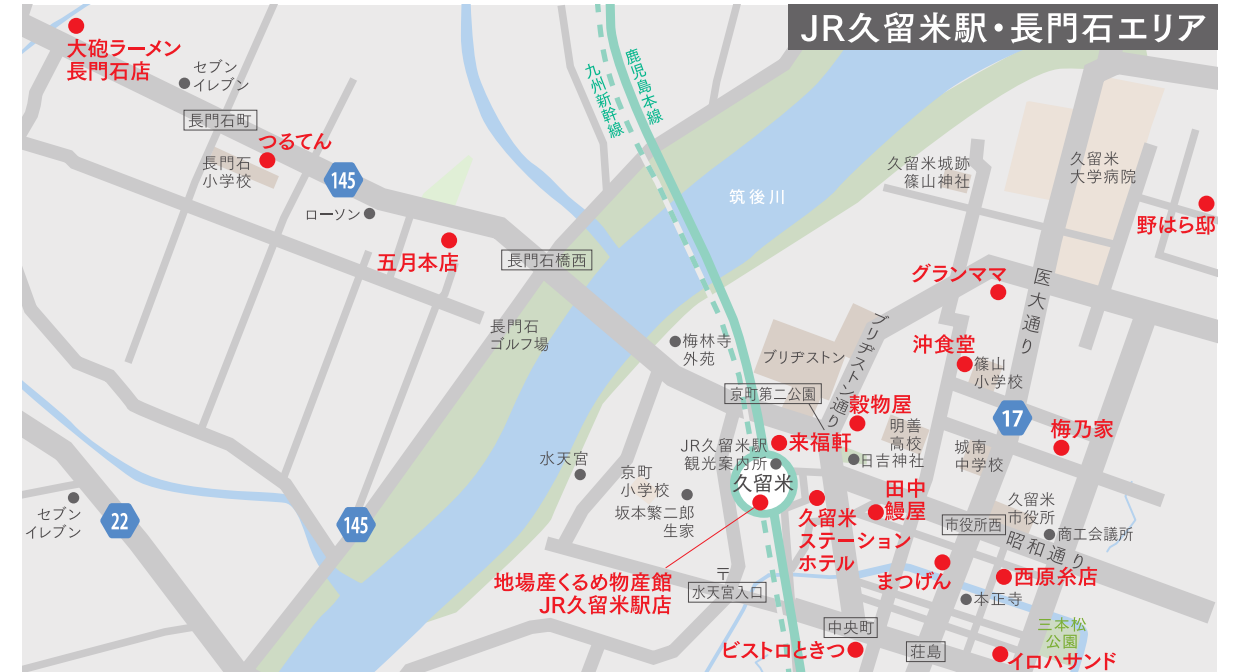 JR久留米駅・長門石エリア
大砲ラーメン
長門石店
セブン
イレブン
長門石町
つるてん
長門石
小学校
145
ローソン
五月本店
長門石橋西
九州新幹線
鹿児島本線
筑後川
久留米城跡
篠山神社
久留米
大学病院
野はら邸
グランママ
医大通り
長門石
ゴルフ場
梅林寺
外苑
ブリヂストン
ブリヂストン通り
沖食堂
篠山
小学校
京町第二公園
穀物屋
17
梅乃家
来福軒
明善
高校
日吉神社
城南
中学校
JR久留米駅
観光案内所
久留米
水天宮
京町
小学校
坂本繁二郎
生家
田中
鰻屋
久留米
ステーション
ホテル
市役所西
久留米
市役所
商工会議所
昭和通り
セブン
イレブン
22
145
地場産くるめ物産館
JR久留米駅店
〒
水天宮入口
まつげん
西原糸店
本正寺
中央町
三本松
公園
ビストロときつ
荘島
イロハサンド